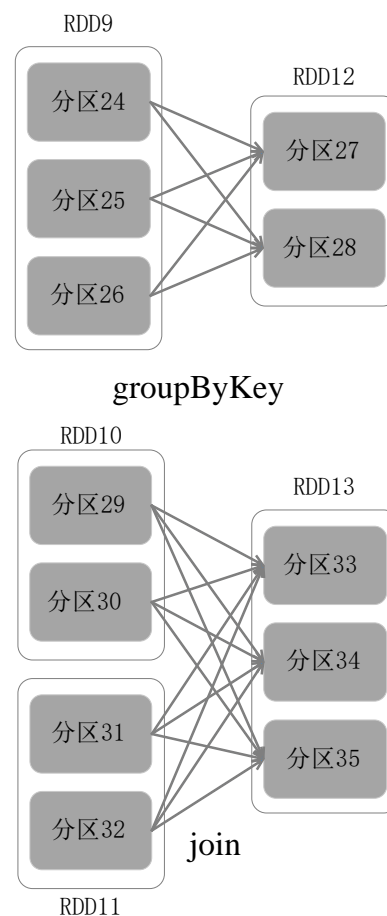 RDD9
分区24
分区25
分区26
RDD12
分区27
分区28
groupByKey
RDD10
分区29
分区30
分区31
分区32
RDD11
RDD13
分区33
分区34
分区35
join